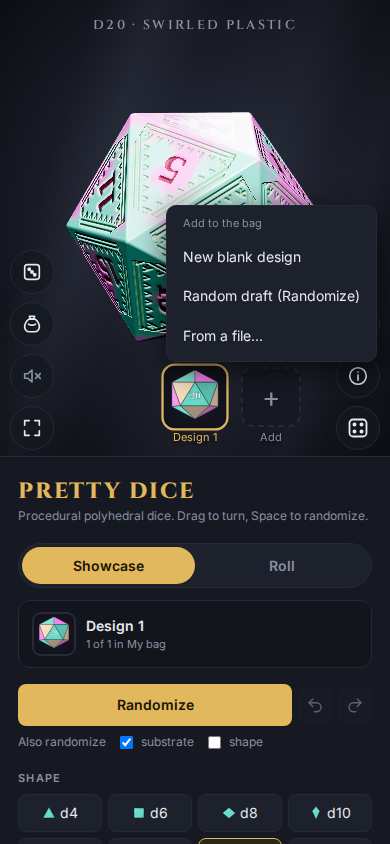 D20 · SWIRLED PLASTIC
5
11
Add to the bag
New blank design
Random draft (Randomize)
From a file...
Design 1
+
Add
PRETTY DICE
Procedural polyhedral dice. Drag to turn, Space to randomize.
Showcase
Roll
Design 1
1 of 1 in My bag
Randomize
Also randomize
substrate
shape
SHAPE
d4
d6
d8
d10